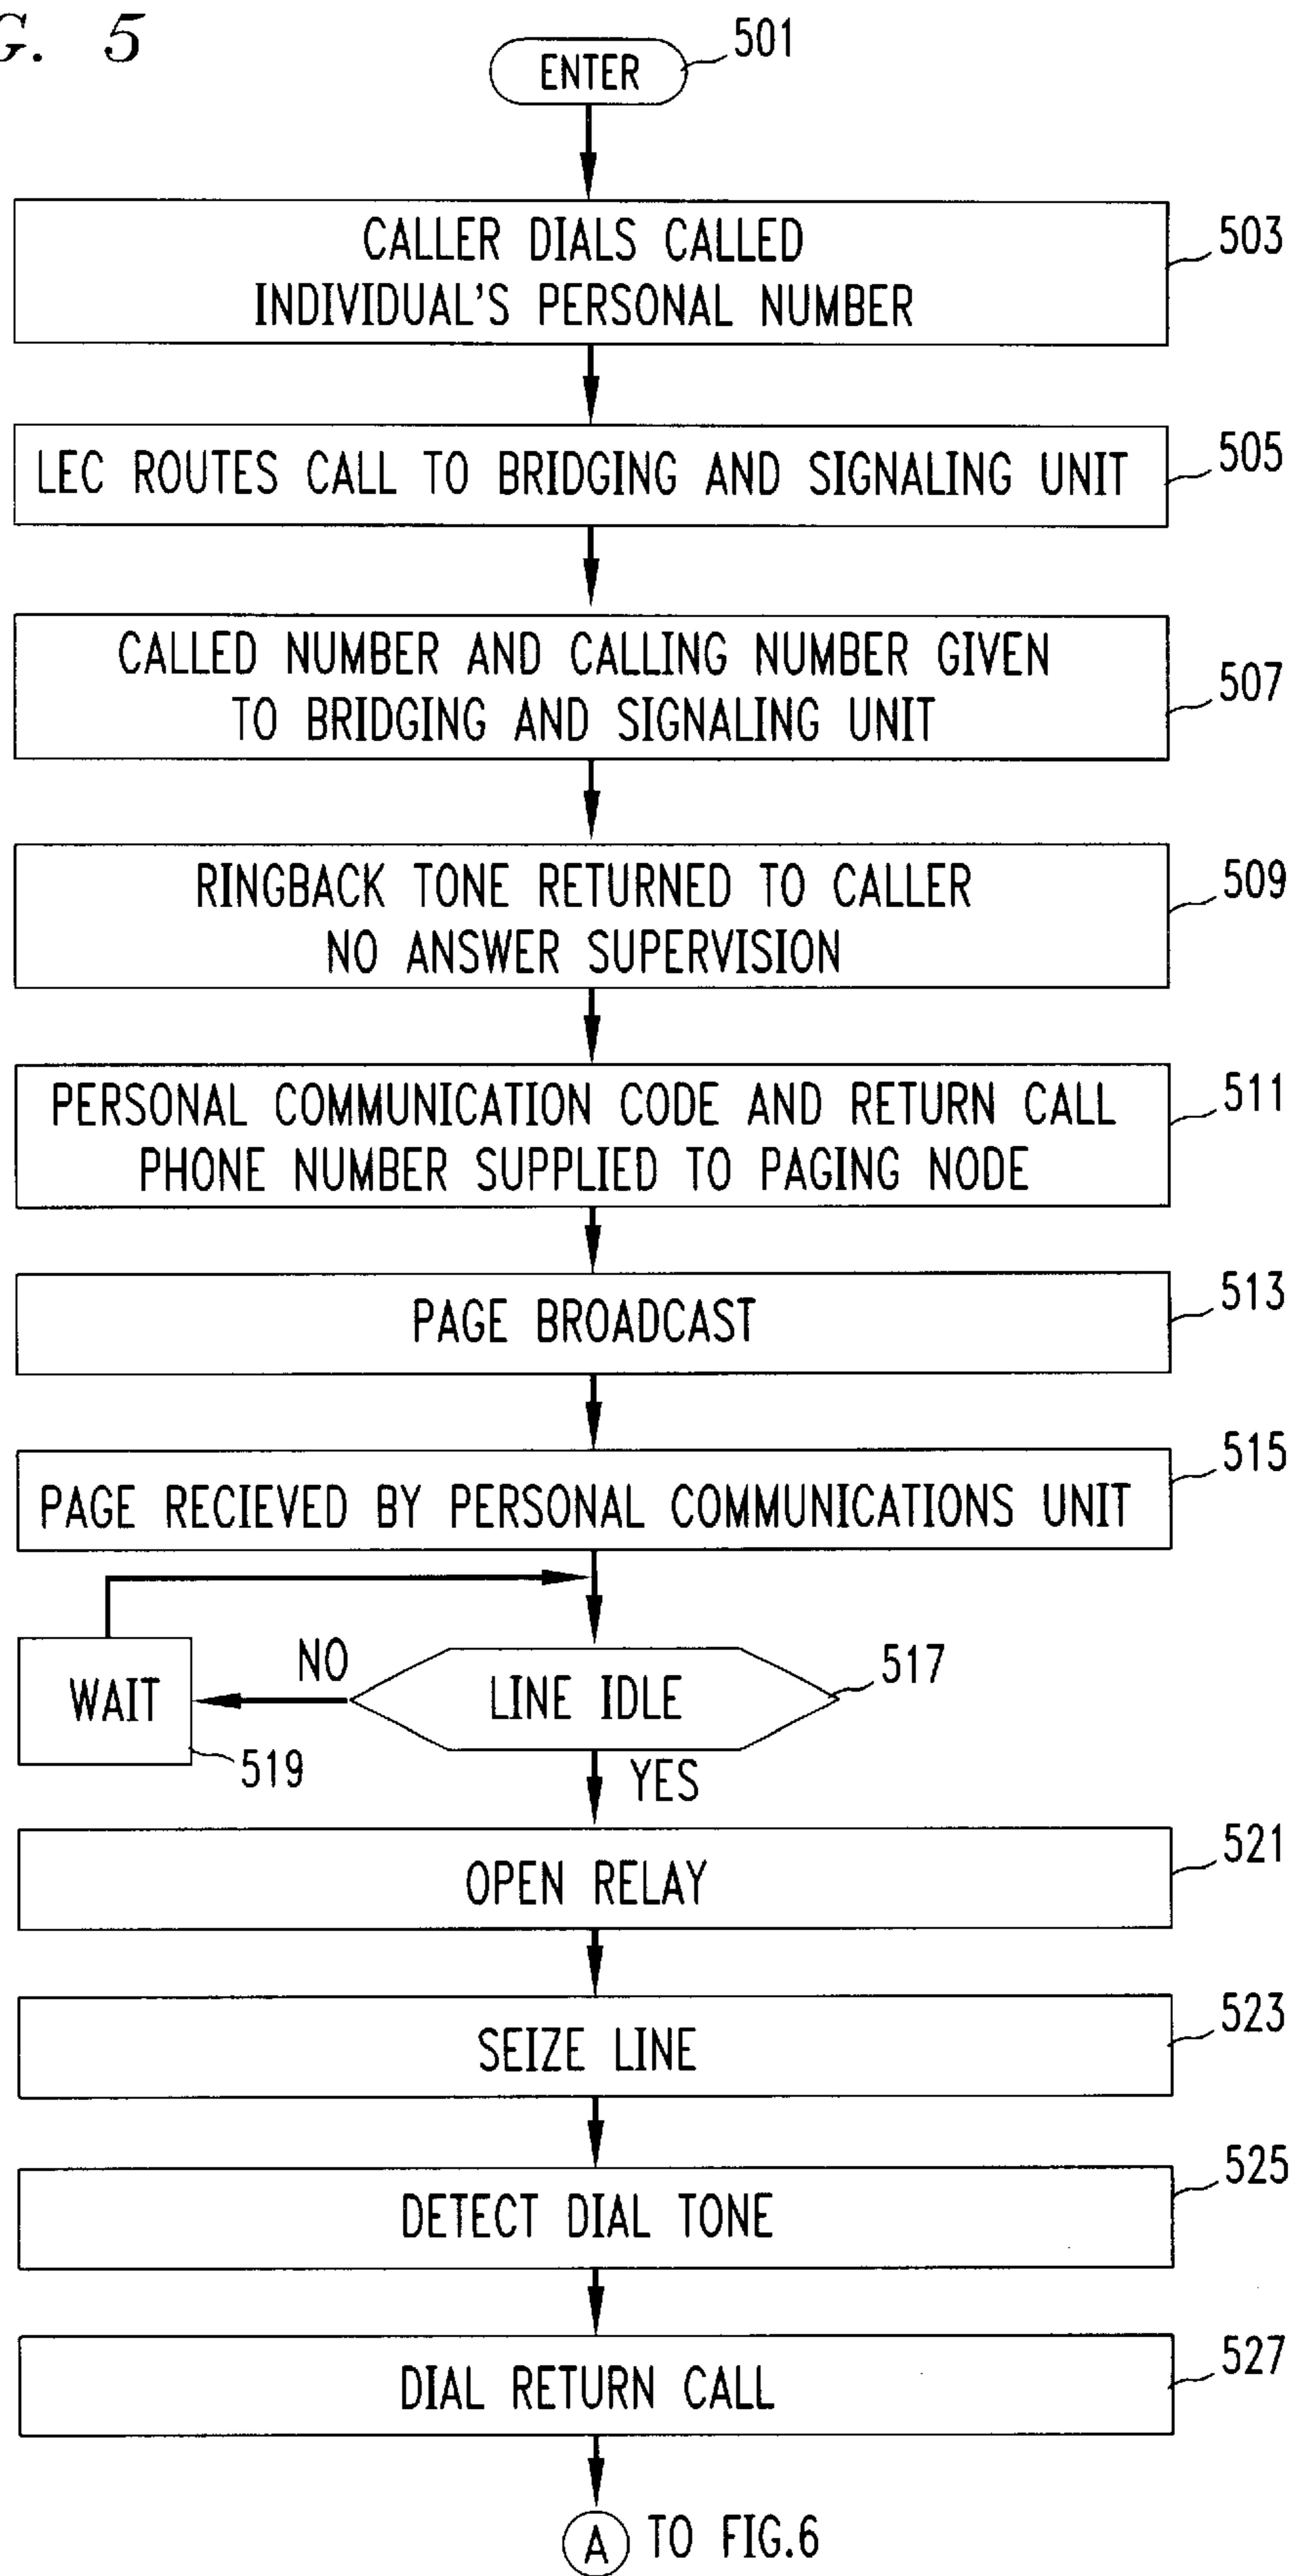 G. 5
501
ENTER
CALLER DIALS CALLED
INDIVIDUAL'S PERSONAL NUMBER
503
LEC ROUTES CALL TO BRIDGING AND SIGNALING UNIT
505
CALLED NUMBER AND CALLING NUMBER GIVEN
TO BRIDGING AND SIGNALING UNIT
507
RINGBACK TONE RETURNED TO CALLER
NO ANSWER SUPERVISION
509
PERSONAL COMMUNICATION CODE AND RETURN CALL
PHONE NUMBER SUPPLIED TO PAGING NODE
511
PAGE BROADCAST
513
PAGE RECIEVED BY PERSONAL COMMUNICATIONS UNIT
515
LINE IDLE
517
NO
WAIT
519
YES
OPEN RELAY
521
SEIZE LINE
523
DETECT DIAL TONE
525
DIAL RETURN CALL
527
A TO FIG.6